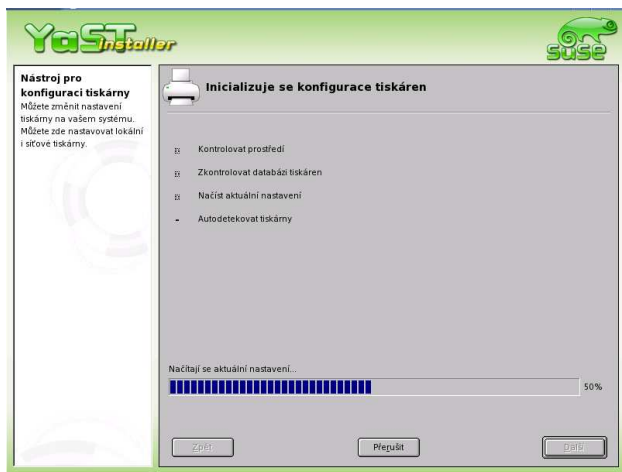 YaST
installer
SuSE
Nástroj pro
konfiguraci tiskárny
Můžete změnit nastavení
tiskárny na vašem systému.
Můžete zde nastavovat lokální
i síťové tiskárny.
Inicializuje se konfigurace tiskáren
Kontrolovat prostředí
Zkontrolovat databázi tiskáren
Načíst aktuální nastavení
- Autodetekovat tiskárny
Načítají se aktuální nastavení...
50%
Zpět
Přerušit
Další